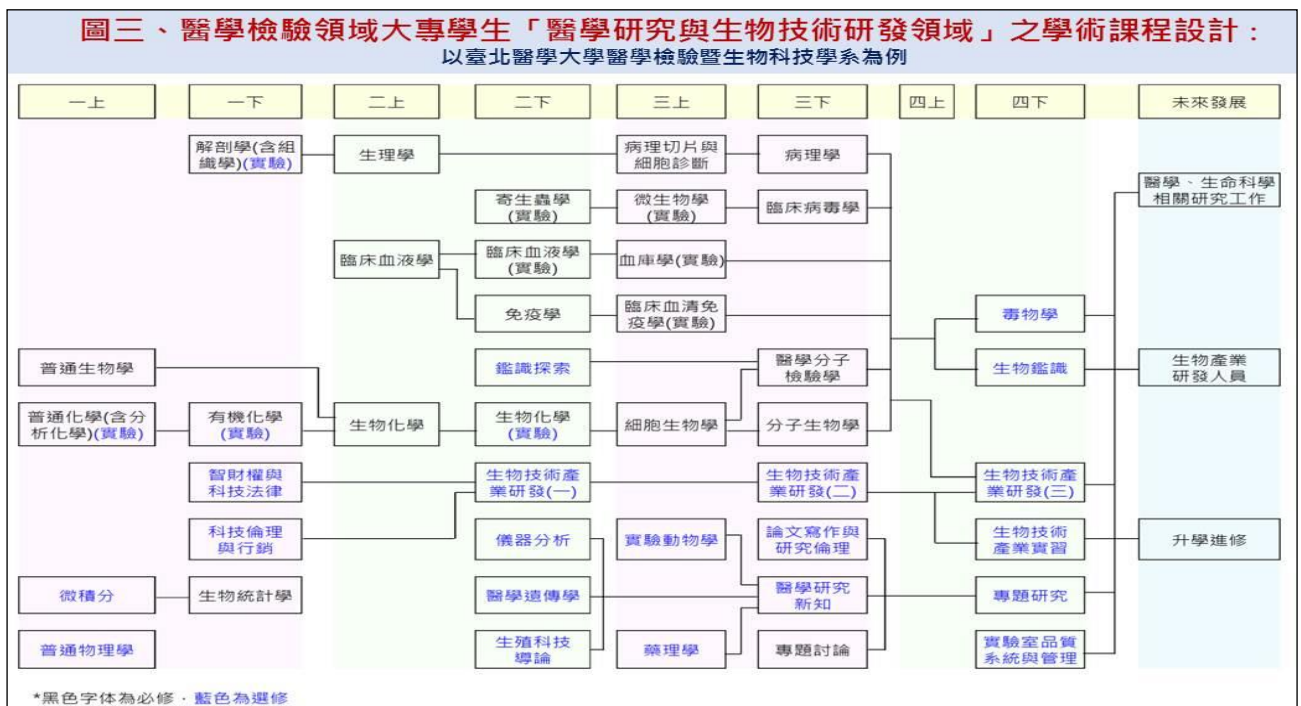 圖三、醫學檢驗領域大專學生「醫學研究與生物技術研發領域」之學術課程設計：
以臺北醫學大學醫學檢驗暨生物科技學系為例
一上
一下
二上
二下
三上
三下
四上
四下
未來發展
解剖學(含組
織學)(實驗)
生理學
病理切片與
細胞診斷
病理學
醫學、生命科學
相關研究工作
寄生蟲學
(實驗)
微生物學
(實驗)
臨床病毒學
臨床血液學
臨床血液學
(實驗)
血庫學(實驗)
免疫學
臨床血清免
疫學(實驗)
毒物學
普通生物學
鑑識探索
醫學分子
檢驗學
生物鑑識
生物產業
研發人員
普通化學(含分
析化學)(實驗)
有機化學
(實驗)
生物化學
生物化學
(實驗)
細胞生物學
分子生物學
智財權與
科技法律
生物技術產
業研發(一)
生物技術產
業研發(二)
生物技術產
業研發(三)
科技倫理
與行銷
儀器分析
實驗動物學
論文寫作與
研究倫理
生物技術
產業實習
升學進修
微積分
生物統計學
醫學遺傳學
醫學研究
新知
專題研究
普通物理學
生殖科技
導論
藥理學
專題討論
實驗室品質
系統與管理
*黑色字体為必修，藍色為選修